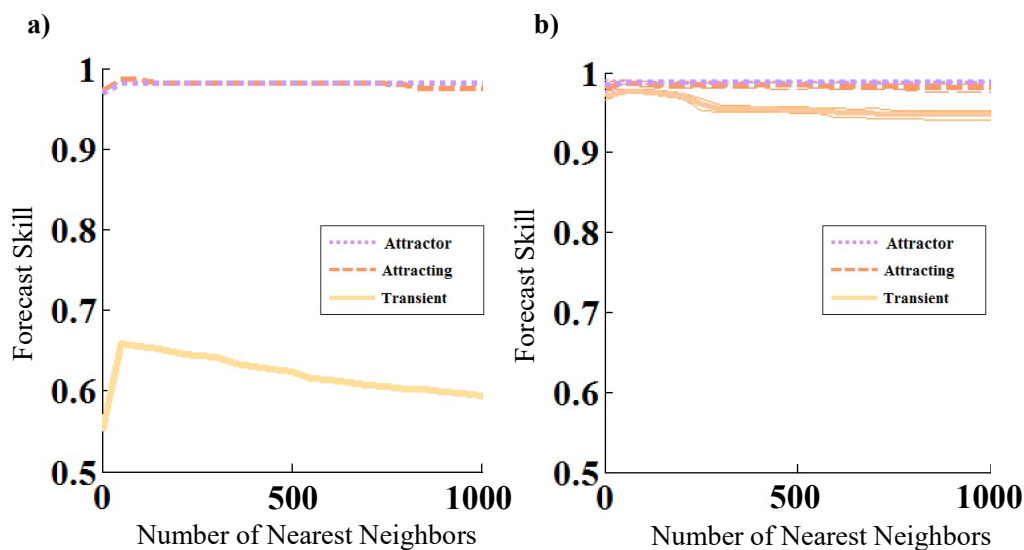 a)
1
0.9
0.8
0.7
0.6
0.5
0
500
1000
Forecast Skill
Number of Nearest Neighbors
Attractor
Attracting
Transient
b)
1
0.9
0.8
0.7
0.6
0.5
0
500
1000
Forecast Skill
Number of Nearest Neighbors
Attractor
Attracting
Transient